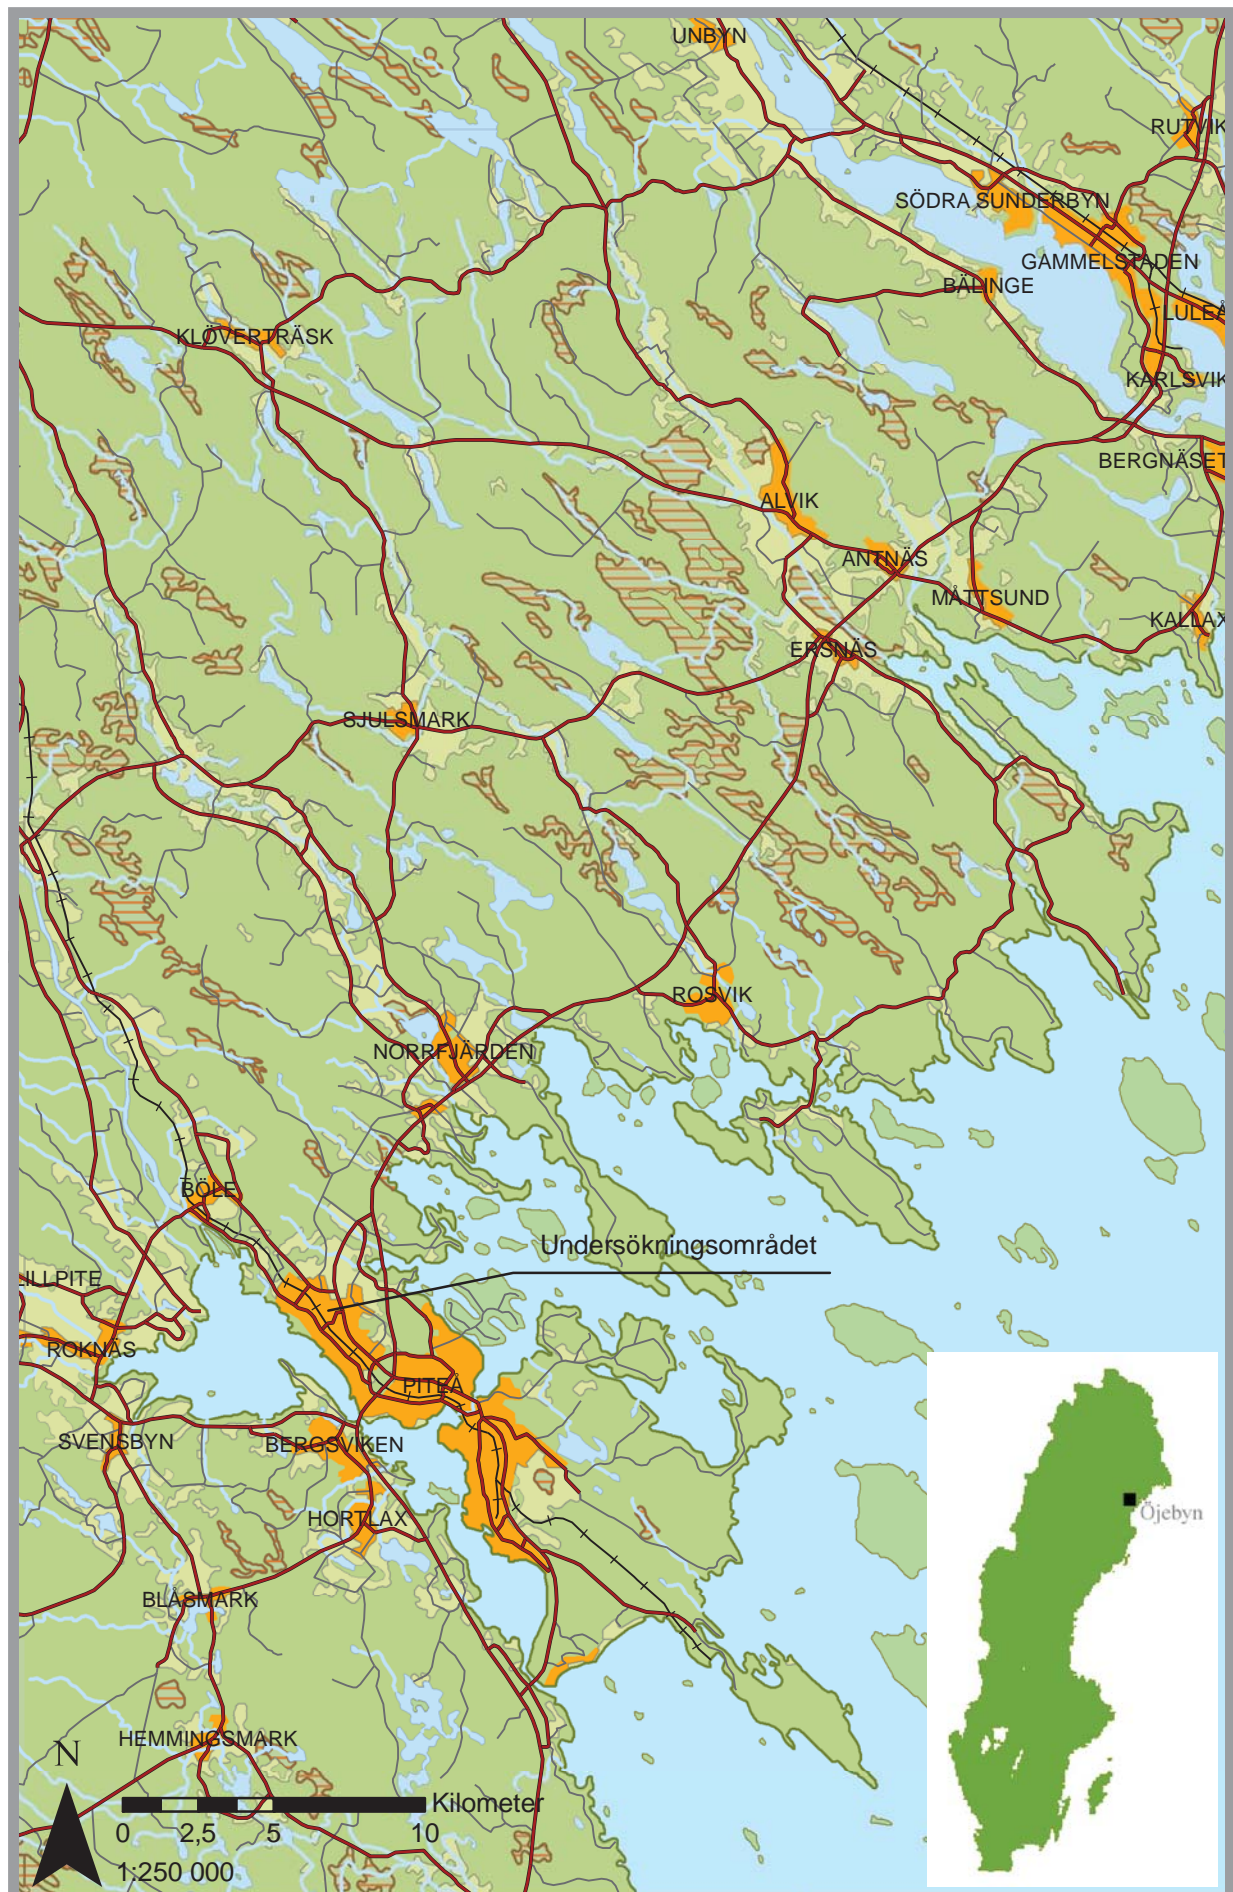 UNBYN
RUTVIK
SÖDRA SUNDERBYN
GAMMELSTADEN
BÄLINGE
LULEÅ
KLÖVERTRÄSK
KARLSVIK
BERGNÄSET
ALVIK
ANTNÄS
MÅTTSUND
KALLAX
ERSNÄS
SJULSMARK
ROSVIK
NORRFJÄRDEN
BÖLE
Undersökningsområdet
LILLPITE
ROKNÄS
PITEÅ
SVENSBYN
BERGSVIKEN
HORTLAX
Öjebyn
BLÅSMARK
HEMMINGSMARK
N
Kilometer
0 2,5 5 10
1:250 000